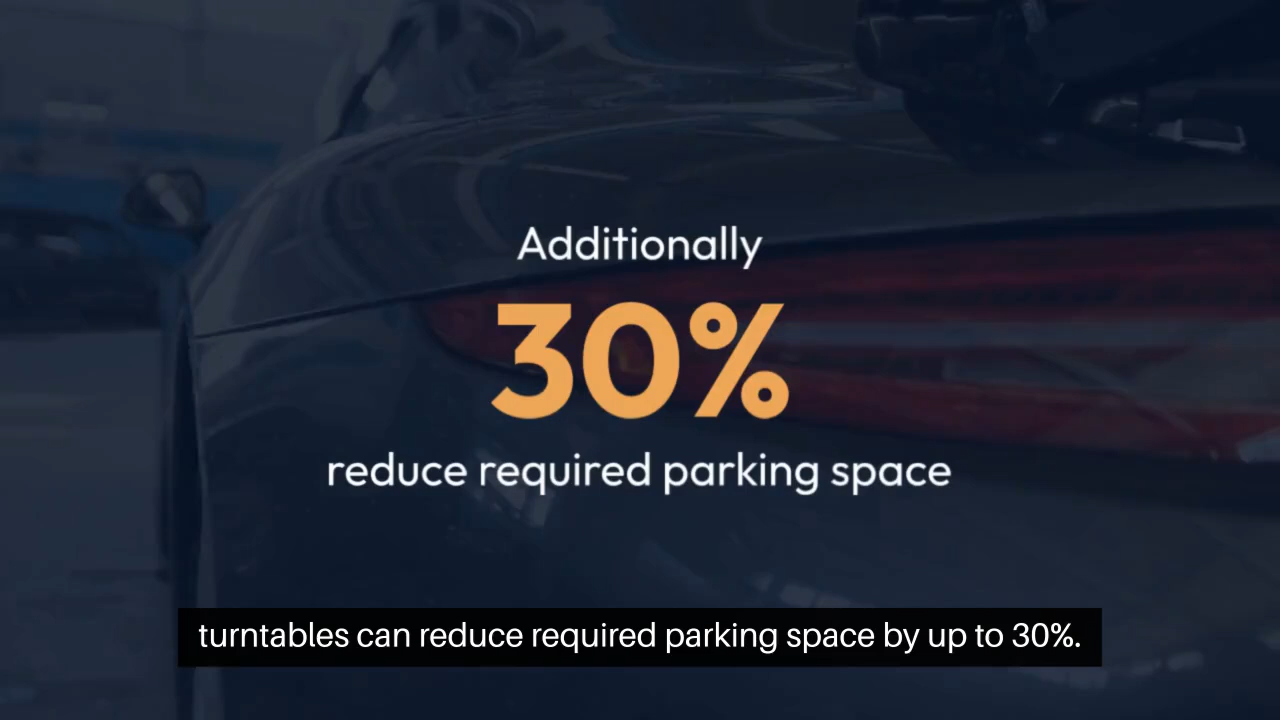 Additionally
30%
reduce required parking space
turntables can reduce required parking space by up to 30%.